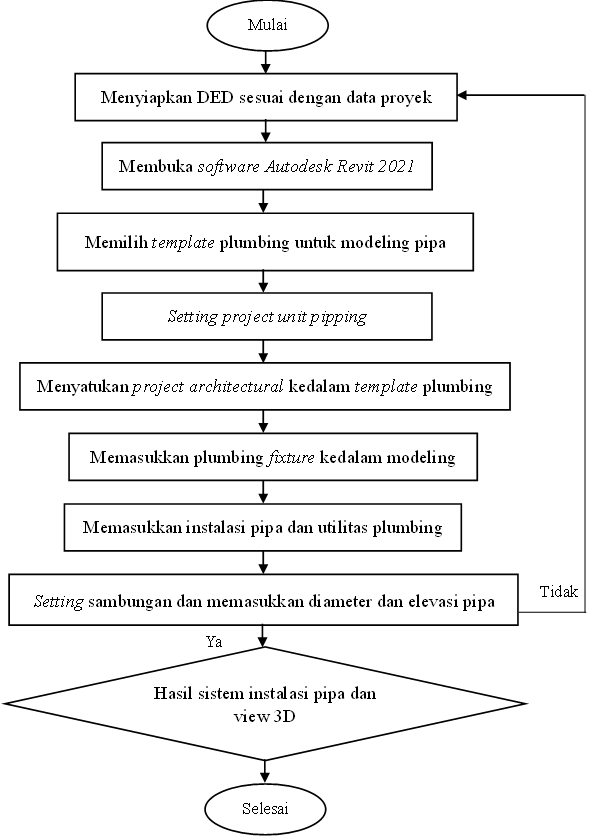 Mulai
Menyiapkan DED sesuai dengan data proyek
Membuka software Autodesk Revit 2021
Memilih template plumbing untuk modeling pipa
Setting project unit pipping
Menyatukan project architectural kedalam template plumbing
Memasukkan plumbing fixture kedalam modeling
Memasukkan instalasi pipa dan utilitas plumbing
Setting sambungan dan memasukkan diameter dan elevasi pipa
Tidak
Ya
Hasil sistem instalasi pipa dan
view 3D
Selesai